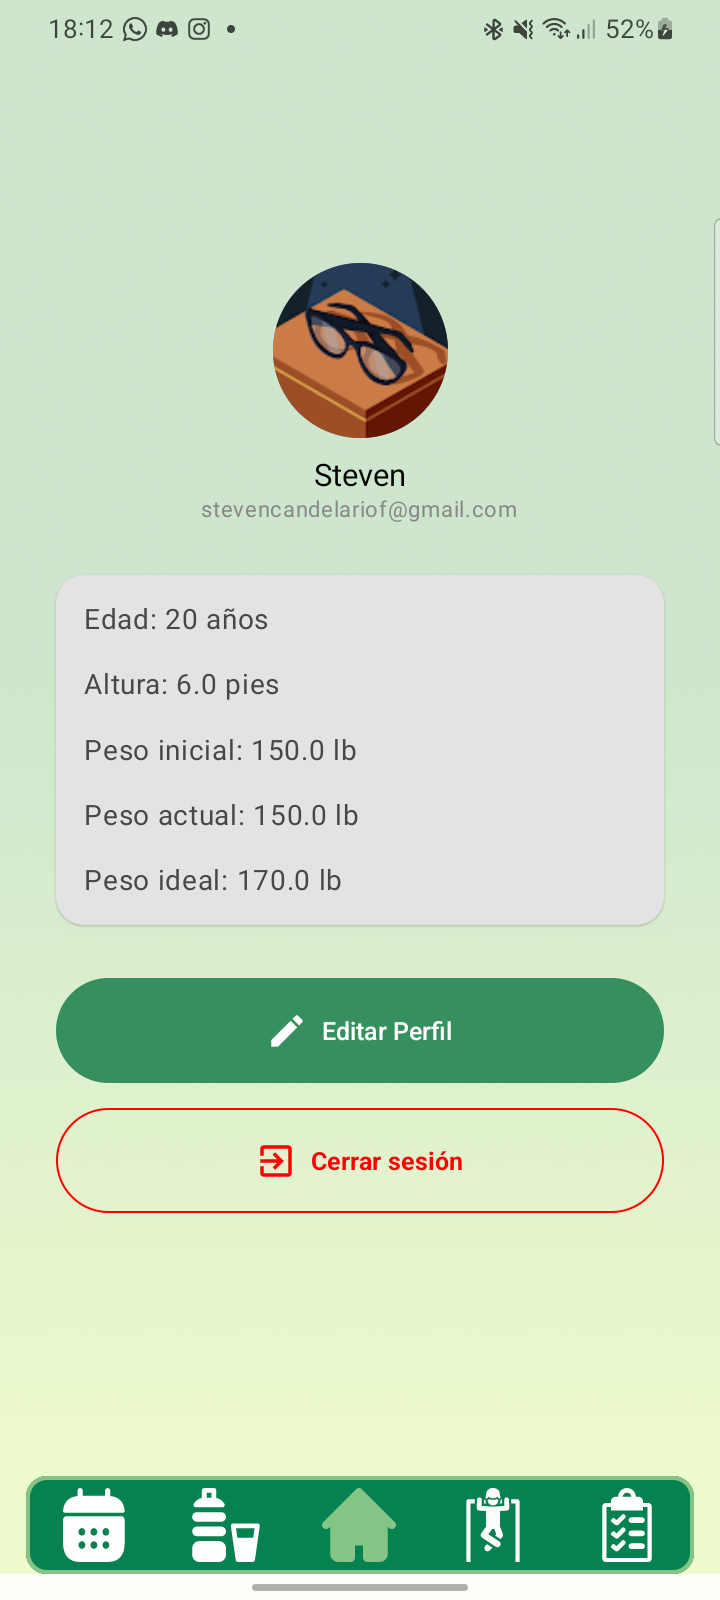 18:12
52%
Steven
stevencandelariof@gmail.com
Edad: 20 años
Altura: 6.0 pies
Peso inicial: 150.0 lb
Peso actual: 150.0 lb
Peso ideal: 170.0 lb
Editar Perfil
Cerrar sesión